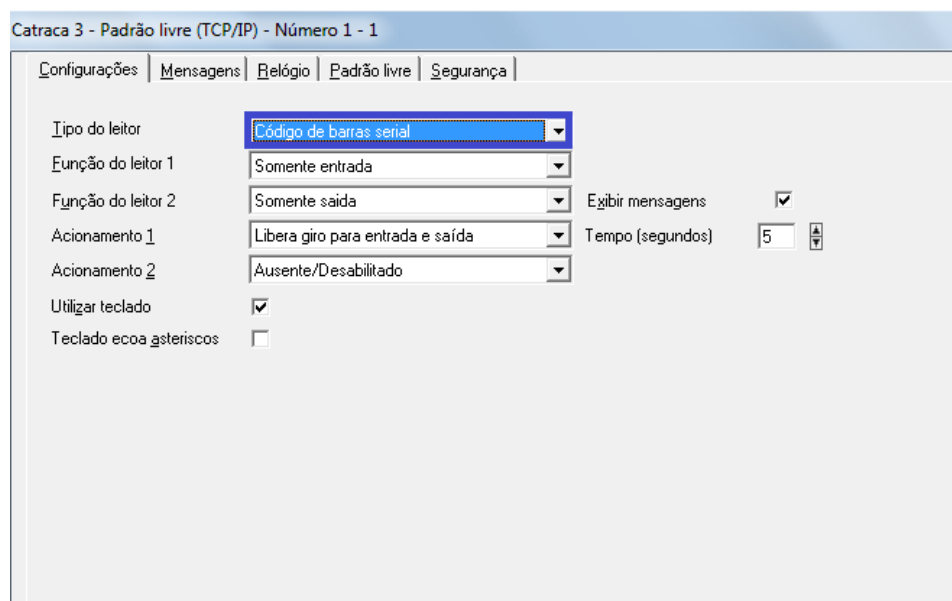 Catraca 3 - Padrão livre (TCP/IP) - Número 1 - 1
Configurações Mensagens Relógio Padrão livre Segurança
Tipo do leitor Código de barras serial
Função do leitor 1 Somente entrada
Função do leitor 2 Somente saida Exibir mensagens
Acionamento 1 Libera giro para entrada e saída Tempo (segundos) 5
Acionamento 2 Ausente/Desabilitado
Utilizar teclado
Teclado ecoa asteriscos